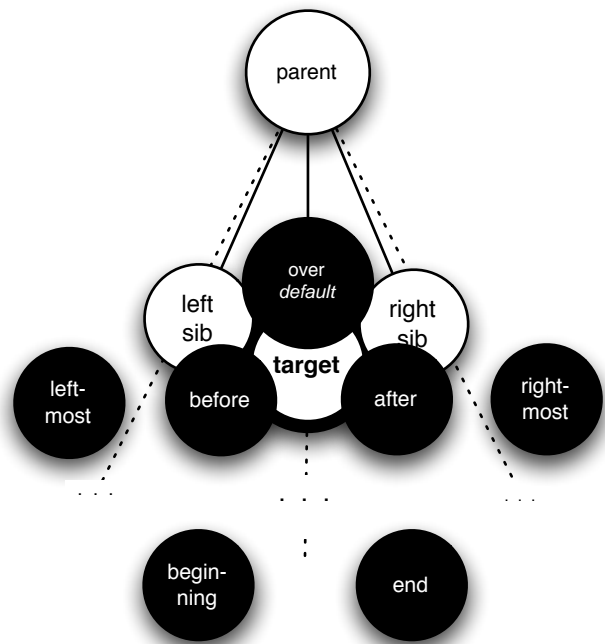 parent
over
default
left
sib
right
sib
target
left-
most
before
after
right-
most
. . .
. . .
. . .
begin-
ning
end